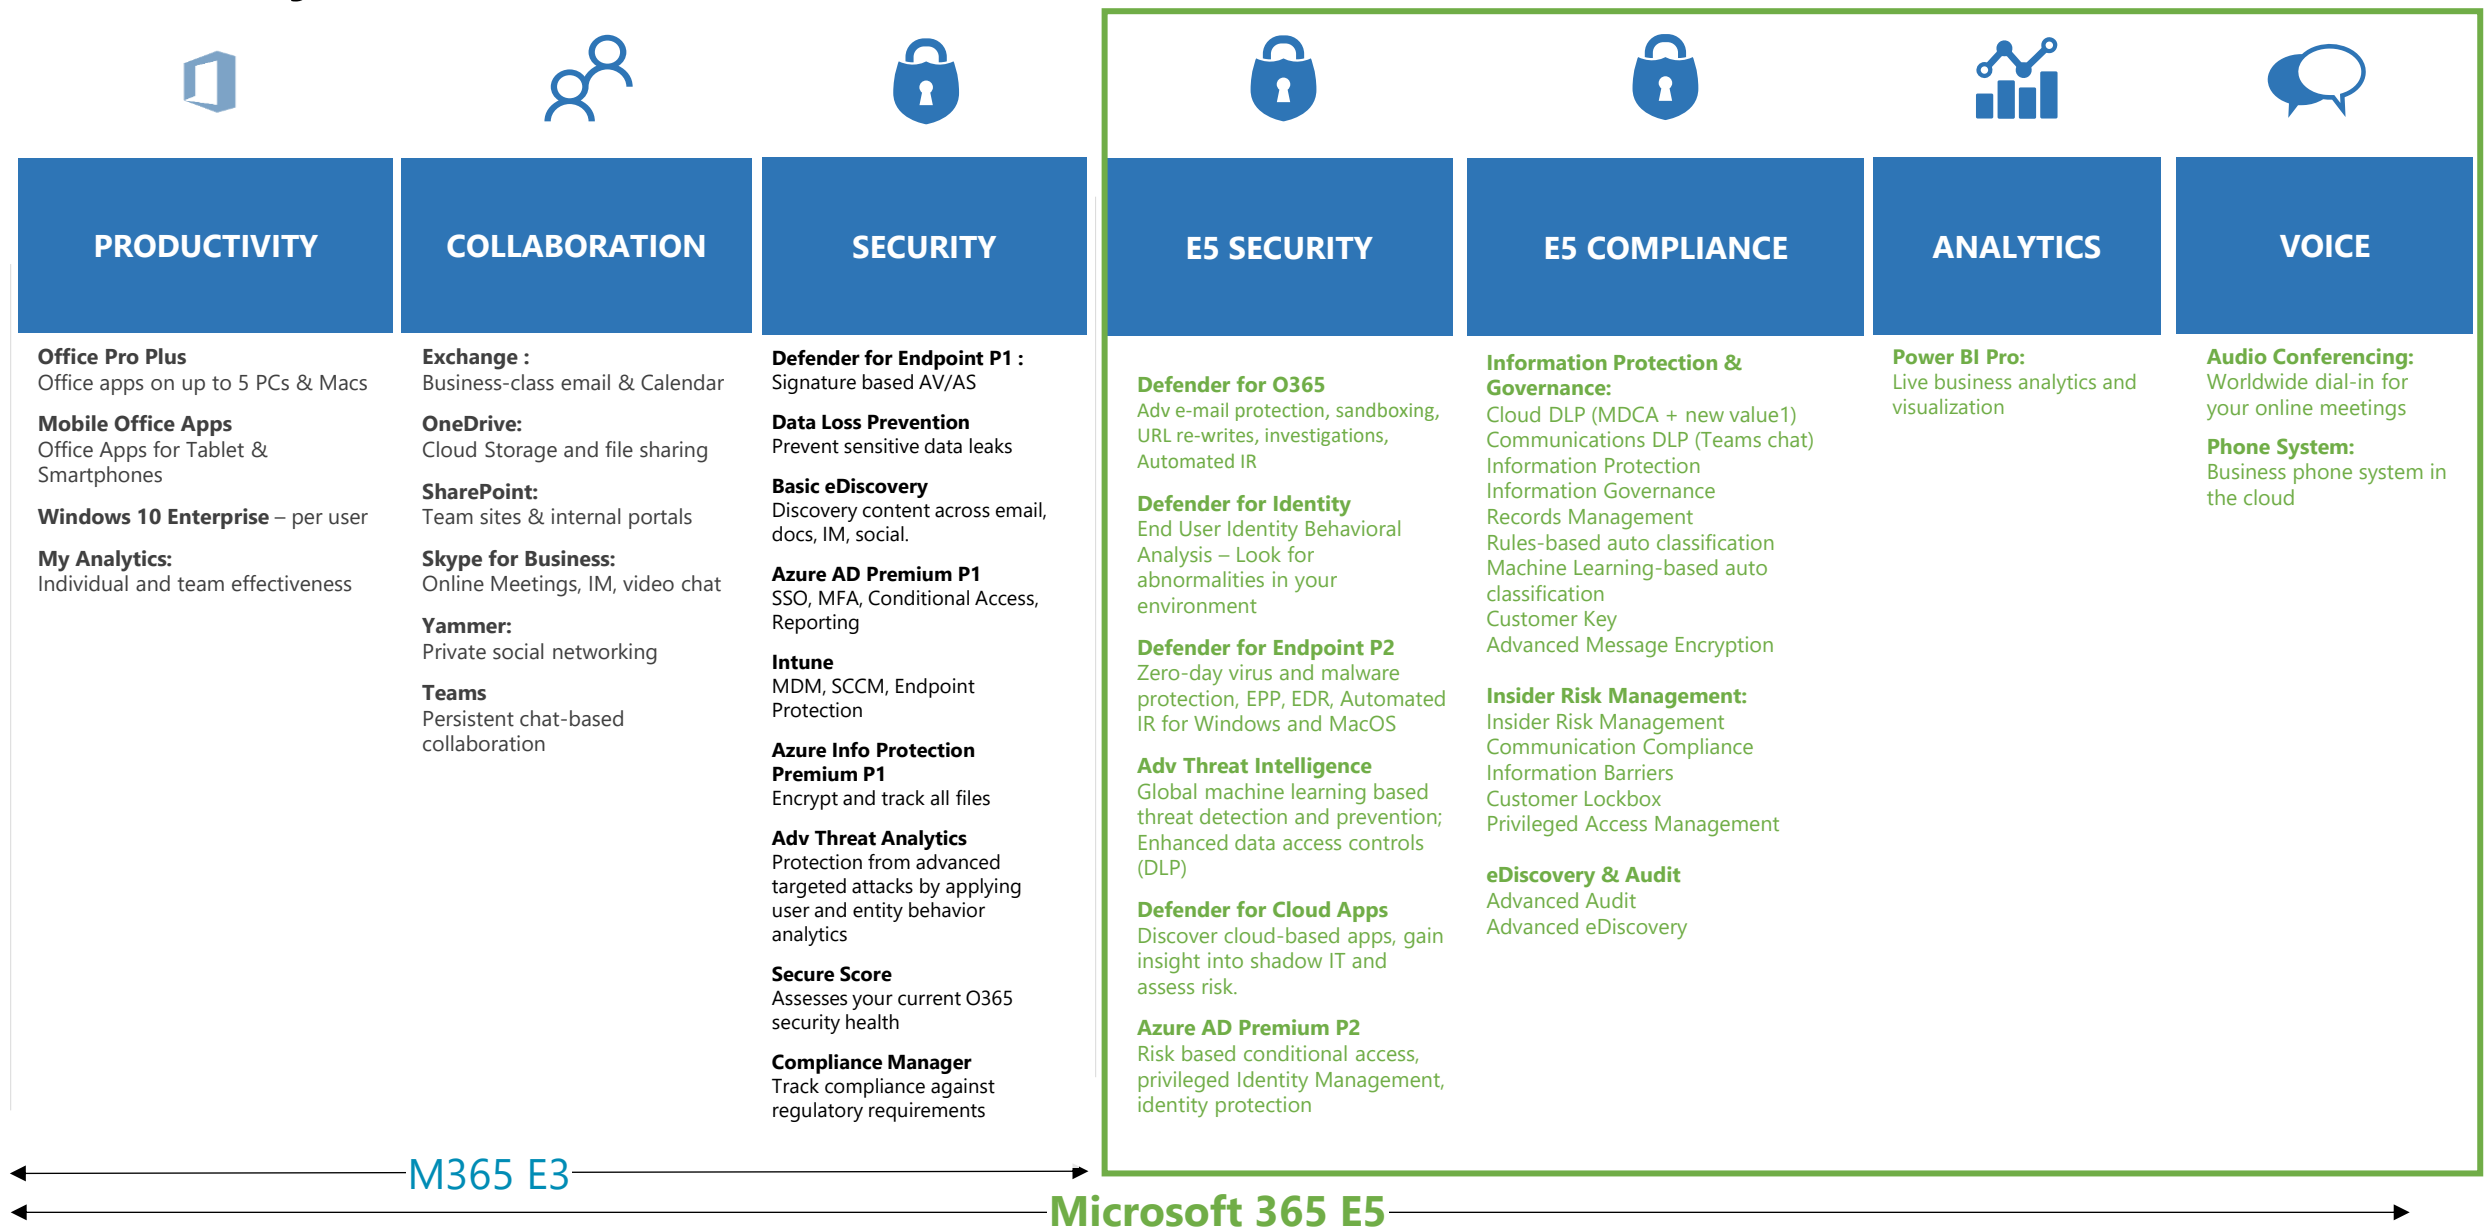 PRODUCTIVITY
Office Pro Plus
Office apps on up to 5 PCs & Macs
Mobile Office Apps
Office Apps for Tablet &
Smartphones
Windows 10 Enterprise – per user
My Analytics:
Individual and team effectiveness
COLLABORATION
Exchange :
Business-class email & Calendar
OneDrive:
Cloud Storage and file sharing
SharePoint:
Team sites & internal portals
Skype for Business:
Online Meetings, IM, video chat
Yammer:
Private social networking
Teams
Persistent chat-based
collaboration
SECURITY
Defender for Endpoint P1 :
Signature based AV/AS
Data Loss Prevention
Prevent sensitive data leaks
Basic eDiscovery
Discovery content across email,
docs, IM, social.
Azure AD Premium P1
SSO, MFA, Conditional Access,
Reporting
Intune
MDM, SCCM, Endpoint
Protection
Azure Info Protection
Premium P1
Encrypt and track all files
Adv Threat Analytics
Protection from advanced
targeted attacks by applying
user and entity behavior
analytics
Secure Score
Assesses your current O365
security health
Compliance Manager
Track compliance against
regulatory requirements
E5 SECURITY
Defender for O365
Adv e-mail protection, sandboxing,
URL re-writes, investigations,
Automated IR
Defender for Identity
End User Identity Behavioral
Analysis – Look for
abnormalities in your
environment
Defender for Endpoint P2
Zero-day virus and malware
protection, EPP, EDR, Automated
IR for Windows and MacOS
Adv Threat Intelligence
Global machine learning based
threat detection and prevention;
Enhanced data access controls
(DLP)
Defender for Cloud Apps
Discover cloud-based apps, gain
insight into shadow IT and
assess risk.
Azure AD Premium P2
Risk based conditional access,
privileged Identity Management,
identity protection
E5 COMPLIANCE
Information Protection &
Governance:
Cloud DLP (MDCA + new value1)
Communications DLP (Teams chat)
Information Protection
Information Governance
Records Management
Rules-based auto classification
Machine Learning-based auto
classification
Customer Key
Advanced Message Encryption
Insider Risk Management:
Insider Risk Management
Communication Compliance
Information Barriers
Customer Lockbox
Privileged Access Management
eDiscovery & Audit
Advanced Audit
Advanced eDiscovery
ANALYTICS
Power BI Pro:
Live business analytics and
visualization
VOICE
Audio Conferencing:
Worldwide dial-in for
your online meetings
Phone System:
Business phone system in
the cloud
M365 E3
Microsoft 365 E5